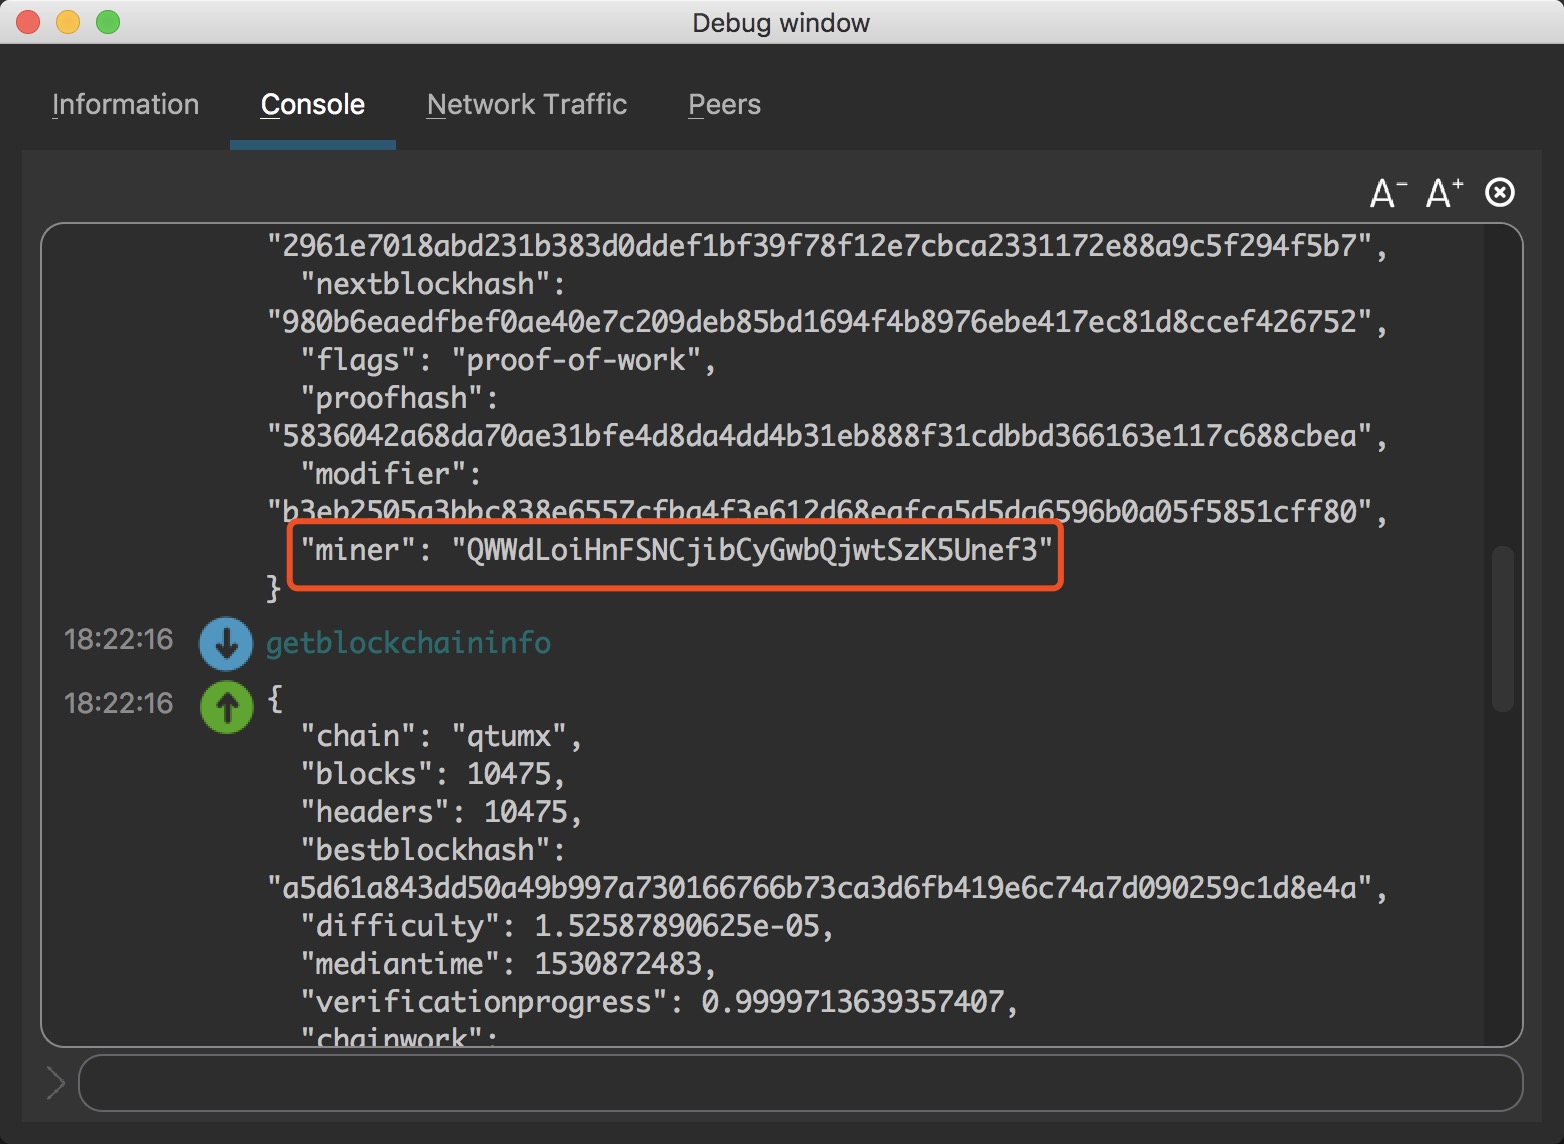 Debug window
Information Console Network Traffic Peers
A- A+
"2961e7018abd231b383d0ddef1bf39f78f12e7cbca2331172e88a9c5f294f5b7",
"nextblockhash":
"980b6eaedfbef0ae40e7c209deb85bd1694f4b8976ebe417ec81d8ccef426752",
"flags": "proof-of-work",
"proofhash":
"5836042a68da70ae31bfe4d8da4dd4b31eb888f31cdbbd366163e117c688cbea",
"modifier":
"b3eb2505a3bbc838e6557cfba4f3e612d68eafca5d5da6596b0a05f5851cff80",
"miner": "QWWdLoiHnFSNCjibCyGwbQjwtSzK5Unef3"
}
18:22:16 getblockchaininfo
18:22:16 {
"chain": "qtumx",
"blocks": 10475,
"headers": 10475,
"bestblockhash":
"a5d61a843dd50a49b997a730166766b73ca3d6fb419e6c74a7d090259c1d8e4a",
"difficulty": 1.52587890625e-05,
"mediantime": 1530872483,
"verificationprogress": 0.9999713639357407,
"chainwork":